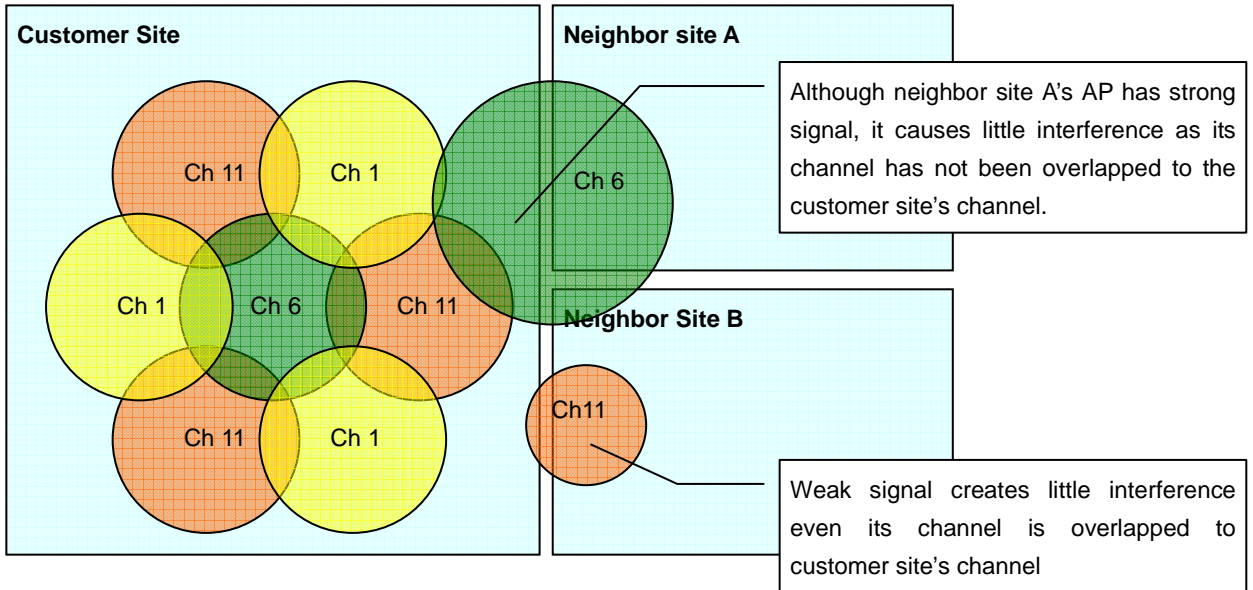 Customer Site
Neighbor site A
Although neighbor site A's AP has strong
signal, it causes little interference as its
channel has not been overlapped to the
customer site's channel.
Ch 11
Ch 1
Ch 6
Ch 1
Ch 6
Ch 11
Neighbor Site B
Ch11
Ch 11
Ch 1
Weak signal creates little interference
even its channel is overlapped to
customer site's channel